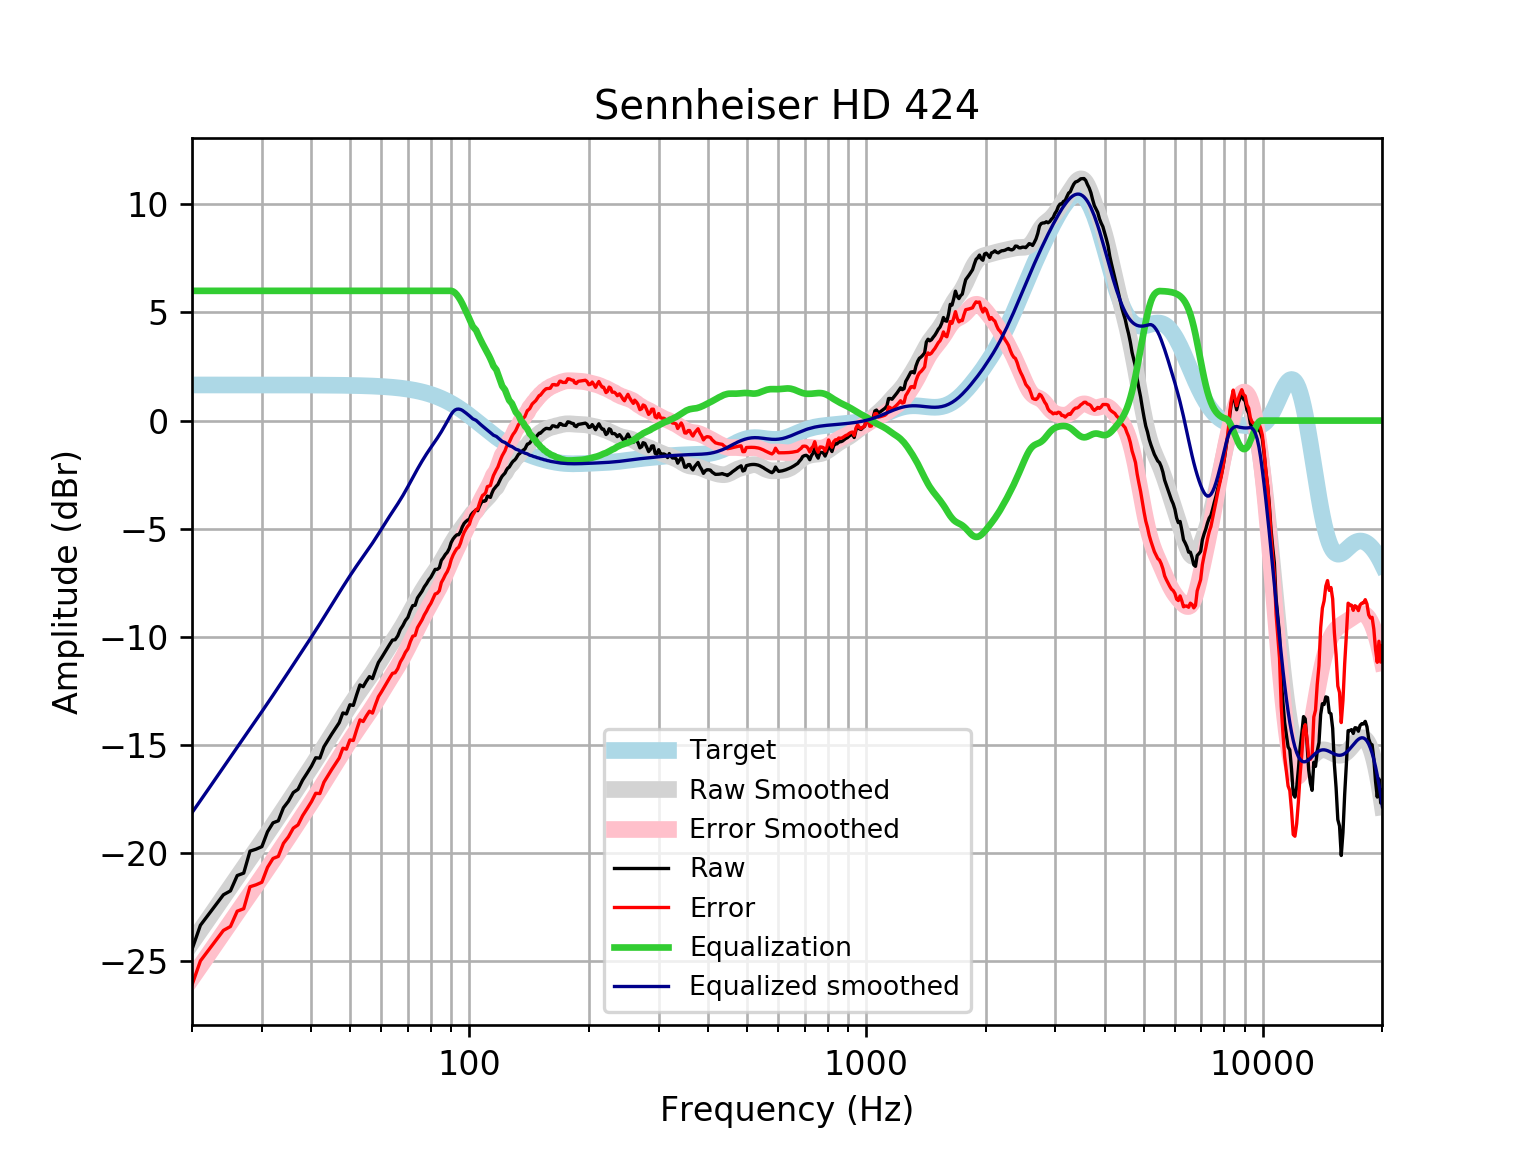 Sennheiser HD 424
10
5
0
−5
−10
−15
−20
−25
Amplitude (dBr)
Target
Raw Smoothed
Error Smoothed
Raw
Error
Equalization
Equalized smoothed
100 1000 10000
Frequency (Hz)